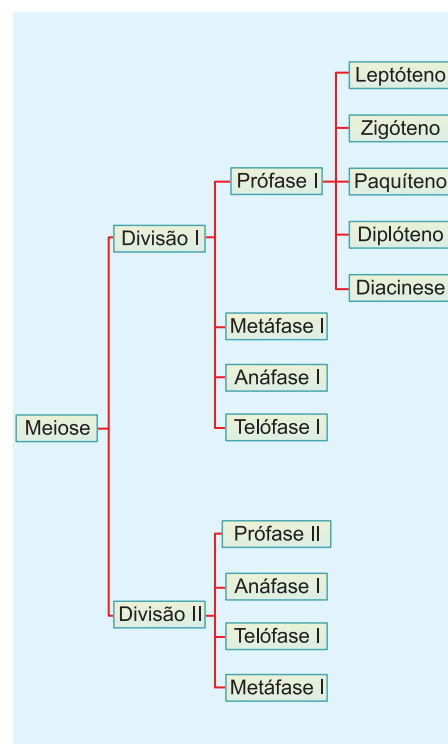 Leptóteno
Zigóteno
Prófase I
Paquíteno
Divisão I
Diplóteno
Diacinese
Metáfase I
Anáfase I
Meiose
Telófase I
Prófase II
Anáfase I
Divisão II
Telófase I
Metáfase I